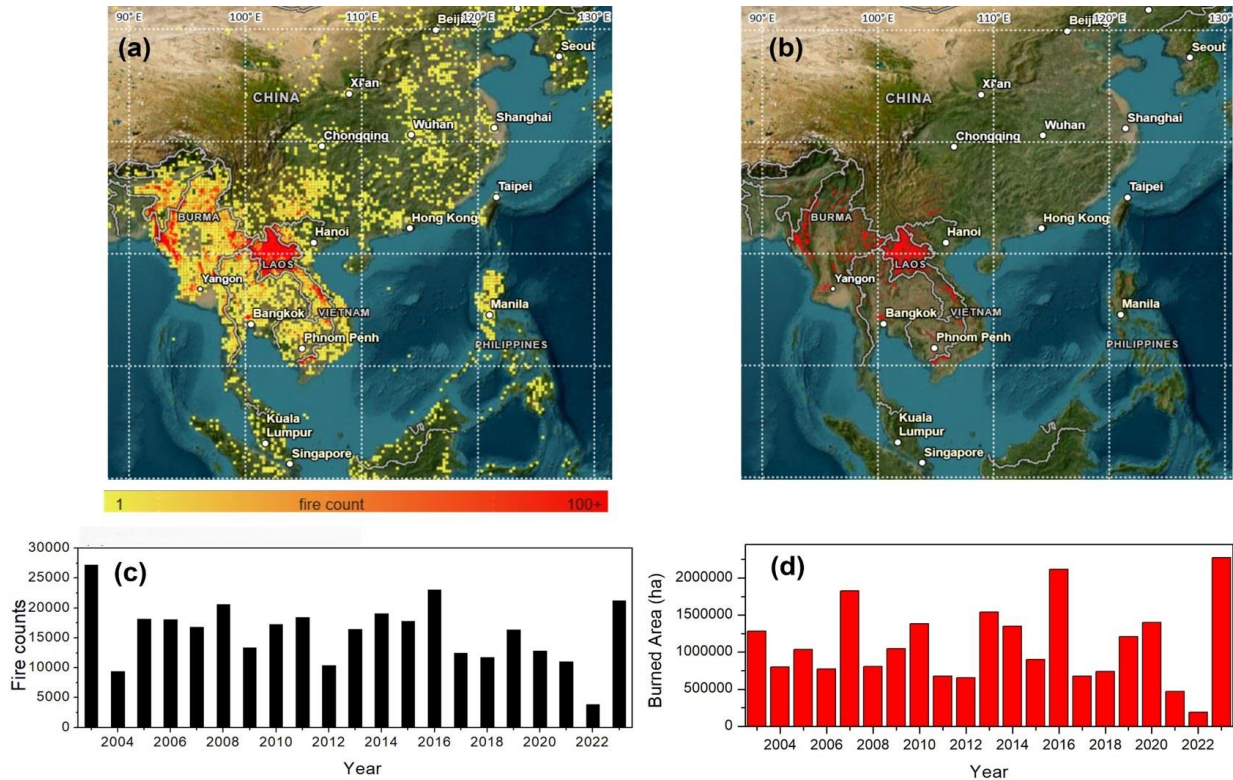 90° E 100° E 110° E 120° E 130° E
(a)
Beijing
Seoul
Xi'an
CHINA
Shanghai
Wuhan
Chongqing
Taipei
BURMA
Hong Kong
Hanoi
LAOS
Yangon
Manila
VIETNAM
Bangkok
Phnom Penh
PHILIPPINES
Kuala
Lumpur
Singapore
1 fire count 100+
90° E 100° E 110° E 120° E 130° E
(b)
Beijing
Seoul
Xi'an
CHINA
Shanghai
Wuhan
Chongqing
Taipei
BURMA
Hong Kong
Hanoi
LAOS
Yangon
Manila
VIETNAM
Bangkok
Phnom Penh
PHILIPPINES
Kuala
Lumpur
Singapore
(c)
Fire counts
30000
25000
20000
15000
10000
5000
0
2004 2006 2008 2010 2012 2014 2016 2018 2020 2022
Year
(d)
Burned Area (ha)
2000000
1500000
1000000
500000
0
2004 2006 2008 2010 2012 2014 2016 2018 2020 2022
Year